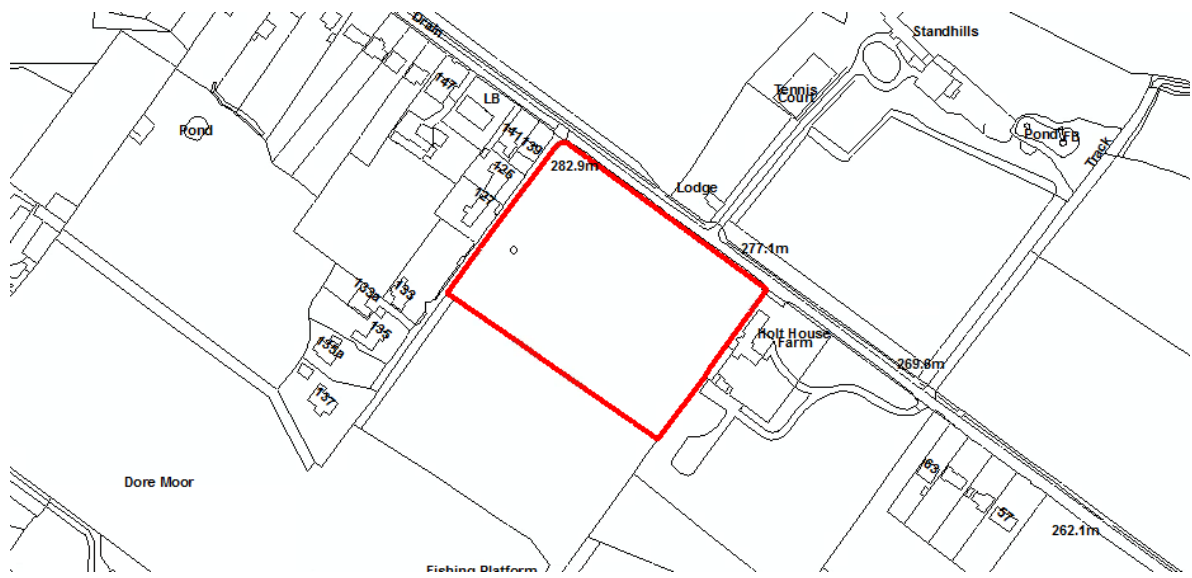 Drain
Standhills
147
LB
Tennis
Court
Pond
141
139
Pond
FB
Track
282.9m
125
127
Lodge
277.1m
133a
133
135
Holt House
Farm
135a
269.8m
137
63
Dore Moor
57
262.1m
Fishing Platform